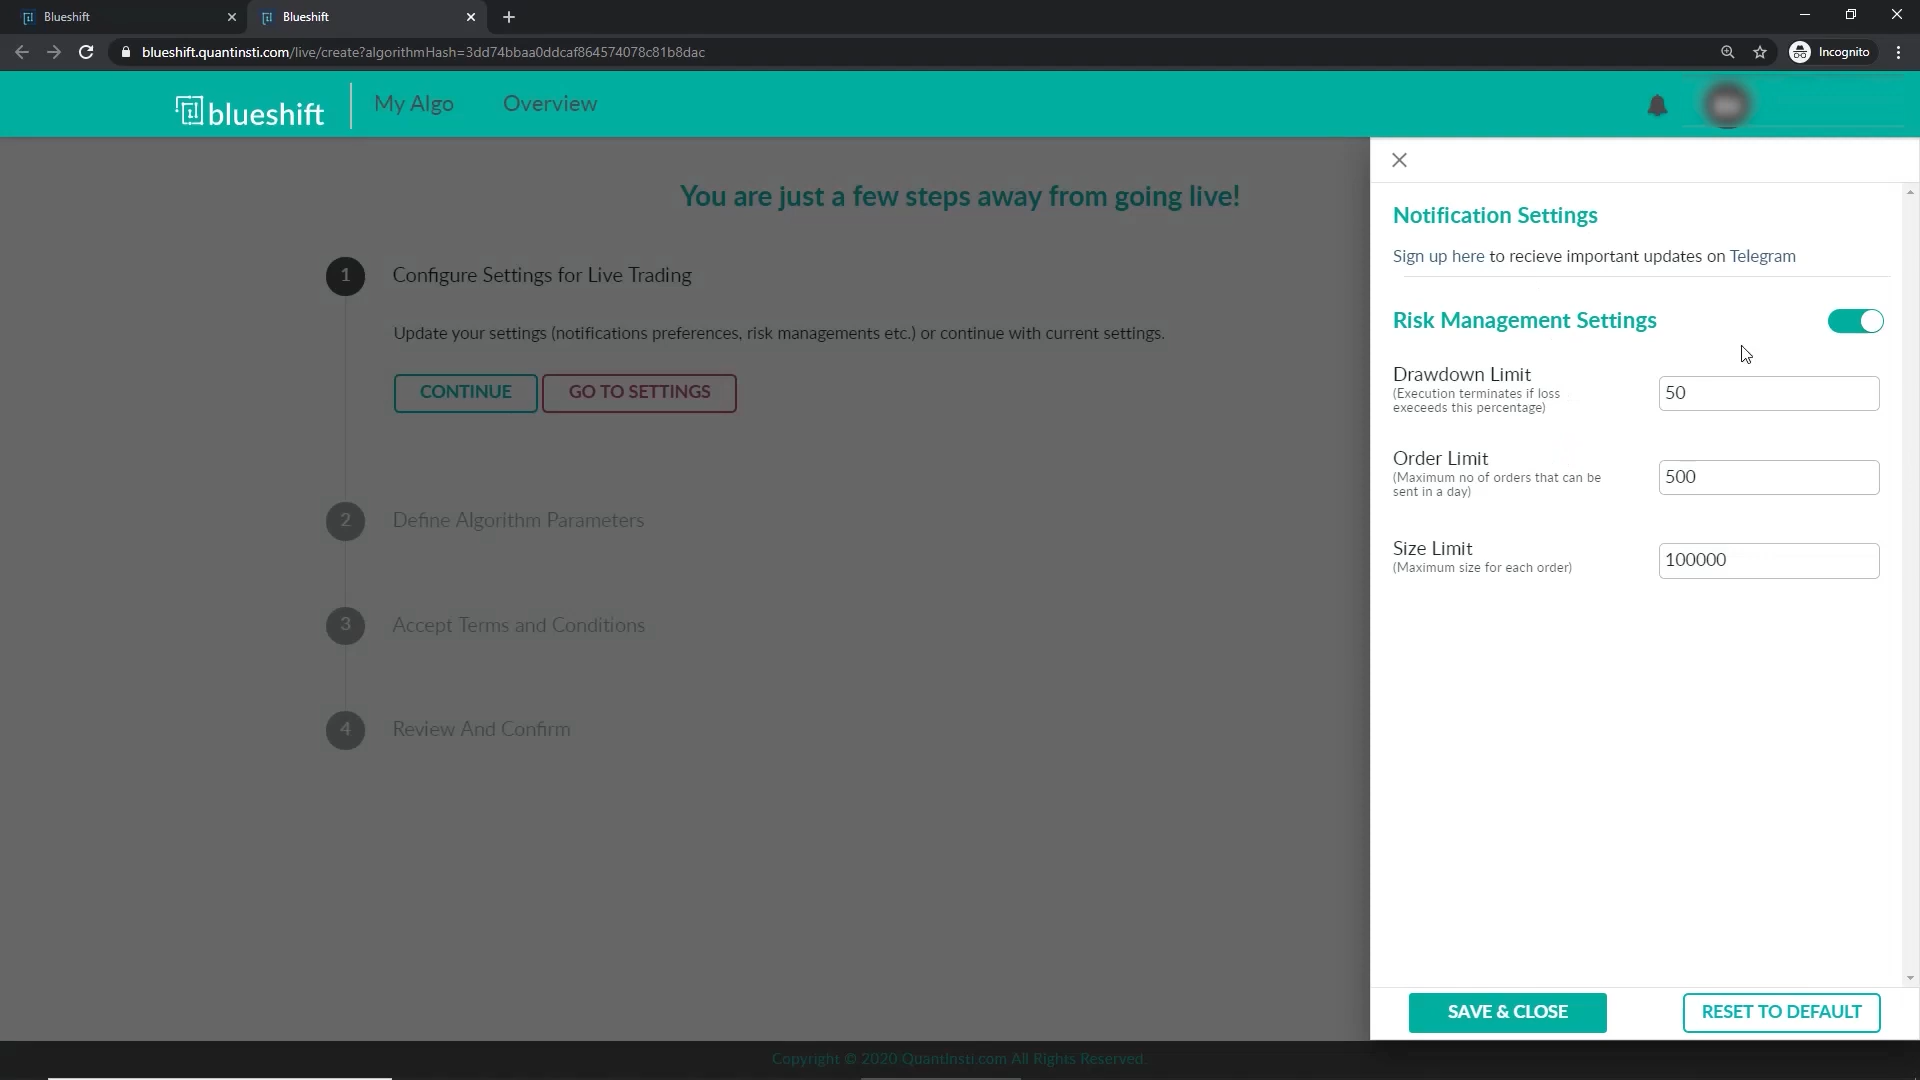 Blueshift
Blueshift
blueshift.quantinsti.com/live/create?algorithmHash=3dd74bbaa0ddcaf864574078c81b8dac
Incognito
blueshift
My Algo
Overview
You are just a few steps away from going live!
1
Configure Settings for Live Trading
Update your settings (notifications preferences, risk managements etc.) or continue with current settings.
CONTINUE
GO TO SETTINGS
2
Define Algorithm Parameters
3
Accept Terms and Conditions
4
Review And Confirm
Notification Settings
Sign up here to recieve important updates on Telegram
Risk Management Settings
Drawdown Limit
(Execution terminates if loss
execeeds this percentage)
50
Order Limit
(Maximum no of orders that can be
sent in a day)
500
Size Limit
(Maximum size for each order)
100000
SAVE & CLOSE
RESET TO DEFAULT
Copyright © 2020 QuantInsti.com All Rights Reserved.